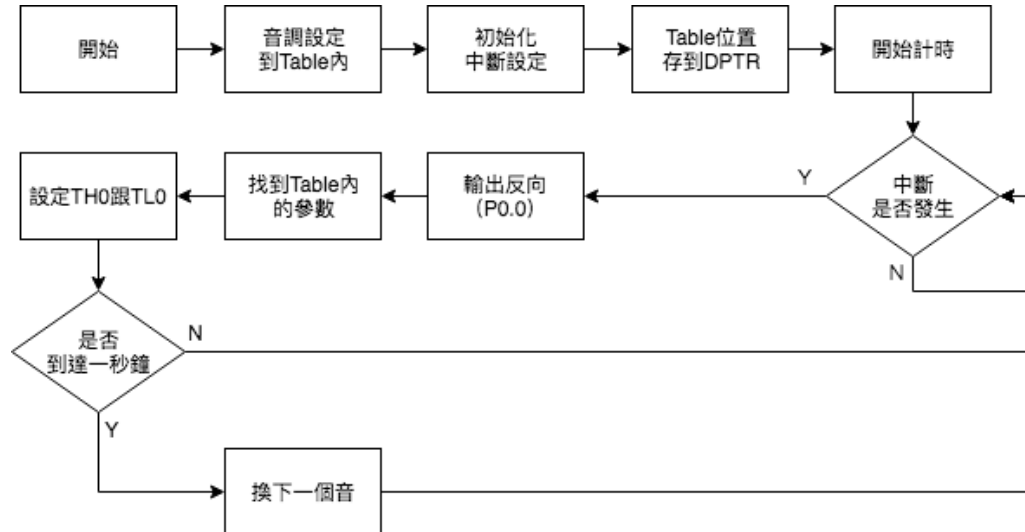 開始
音調設定
到Table內
初始化
中斷設定
Table位置
存到DPTR
開始計時
中斷
是否發生
Y
N
輸出反向
（P0.0）
找到Table內
的參數
設定TH0跟TL0
是否
到達一秒鐘
N
Y
換下一個音